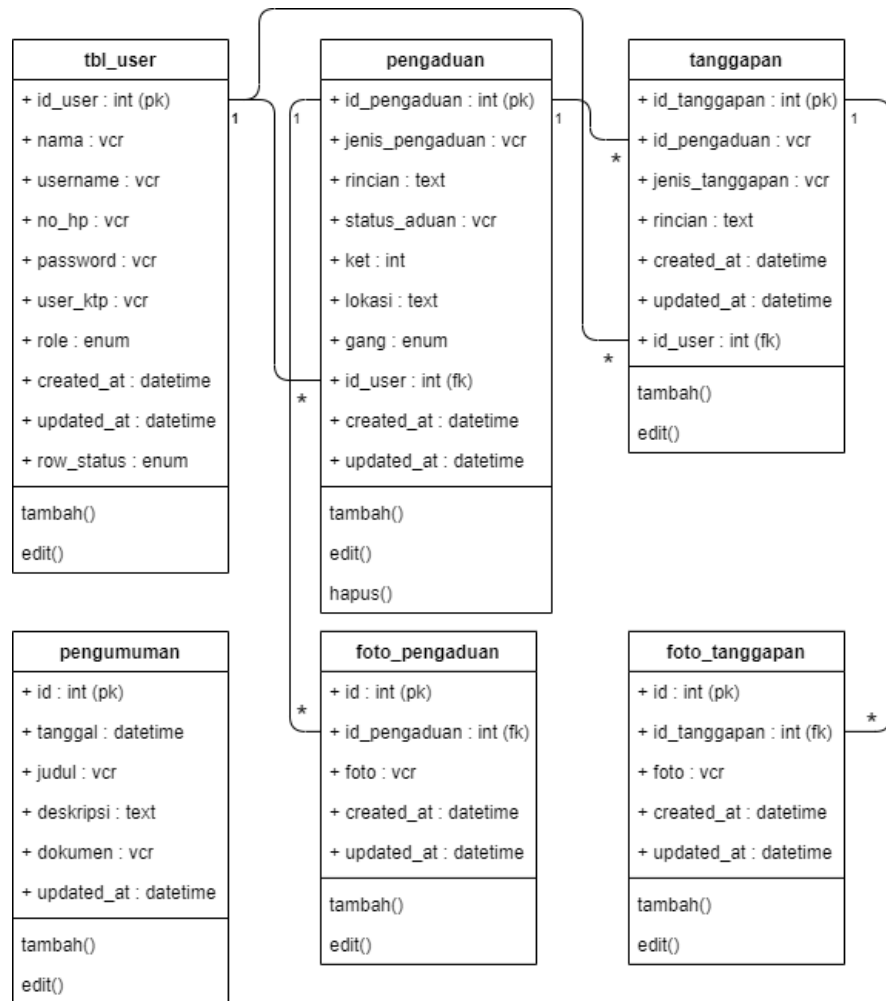 tbl_user
+ id_user : int (pk)
+ nama : vcr
+ username : vcr
+ no_hp : vcr
+ password : vcr
+ user_ktp : vcr
+ role : enum
+ created_at : datetime
+ updated_at : datetime
+ row_status : enum
tambah()
edit()
1
pengaduan
+ id_pengaduan : int (pk)
+ jenis_pengaduan : vcr
+ rincian : text
+ status_aduan : vcr
+ ket : int
+ lokasi : text
+ gang : enum
+ id_user : int (fk)
+ created_at : datetime
+ updated_at : datetime
tambah()
edit()
hapus()
1
*
1
tanggapan
+ id_tanggapan : int (pk)
+ id_pengaduan : vcr
+ jenis_tanggapan : vcr
+ rincian : text
+ created_at : datetime
+ updated_at : datetime
+ id_user : int (fk)
tambah()
edit()
*
*
1
pengumuman
+ id : int (pk)
+ tanggal : datetime
+ judul : vcr
+ deskripsi : text
+ dokumen : vcr
+ updated_at : datetime
tambah()
edit()
foto_pengaduan
+ id : int (pk)
+ id_pengaduan : int (fk)
+ foto : vcr
+ created_at : datetime
+ updated_at : datetime
tambah()
edit()
*
foto_tanggapan
+ id : int (pk)
+ id_tanggapan : int (fk)
+ foto : vcr
+ created_at : datetime
+ updated_at : datetime
tambah()
edit()
*